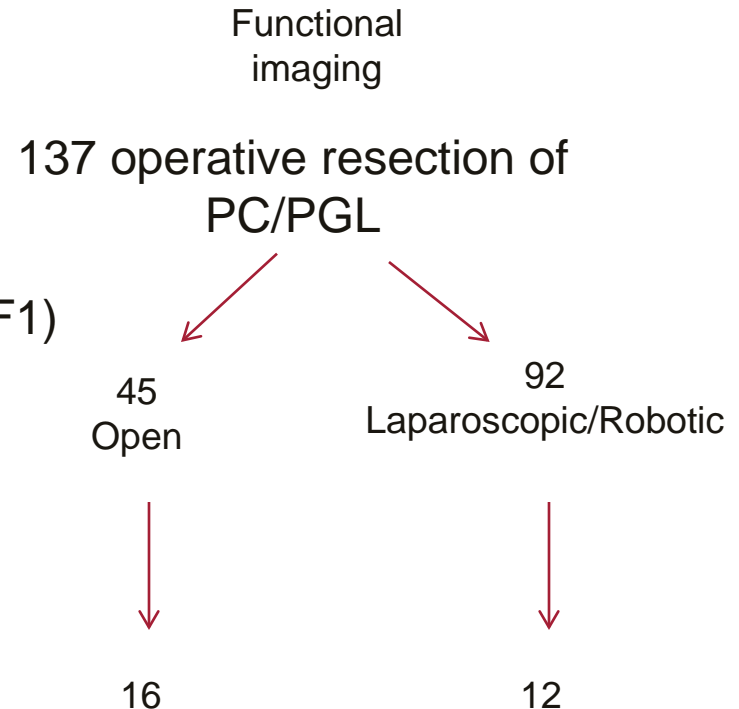 Functional
imaging
137 operative resection of
PC/PGL
F1)
45
Open
92
Laparoscopic/Robotic
16
12